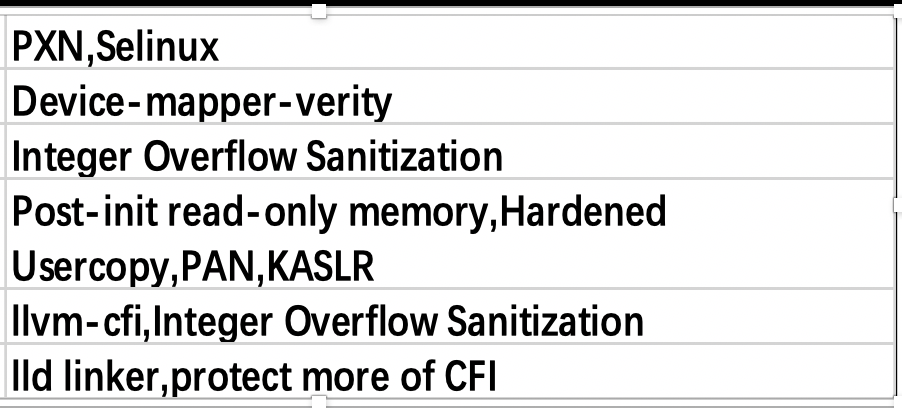 PXN,Selinux
Device-mapper-verity
Integer Overflow Sanitization
Post-init read-only memory,Hardened
Usercopy,PAN,KASLR
llvm-cfi,Integer Overflow Sanitization
lld linker,protect more of CFI